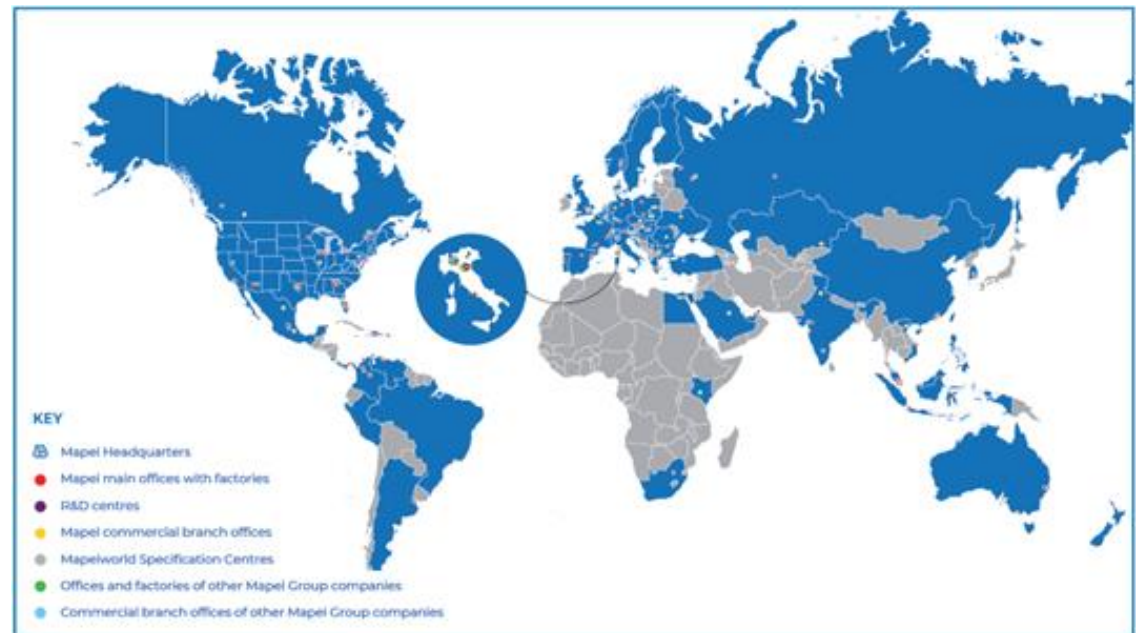 KEY
Mapei Headquarters
Mapei main offices with factories
R&D centres
Mapei commercial branch offices
Mapeiworld Specification Centres
Offices and factories of other Mapei Group companies
Commercial branch offices of other Mapei Group companies